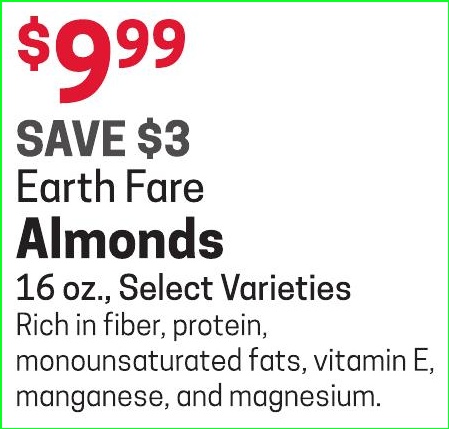 $9.99
SAVE $3
Earth Fare
Almonds
16 oz., Select Varieties
Rich in fiber, protein,
monounsaturated fats, vitamin E,
manganese, and magnesium.